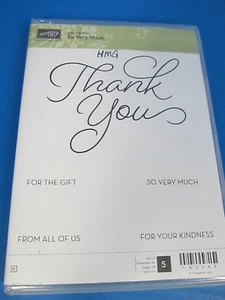 So Very Much
HMG
Thank
You
FOR THE GIFT
SO VERY MUCH
FROM ALL OF US
FOR YOUR KINDNESS
5